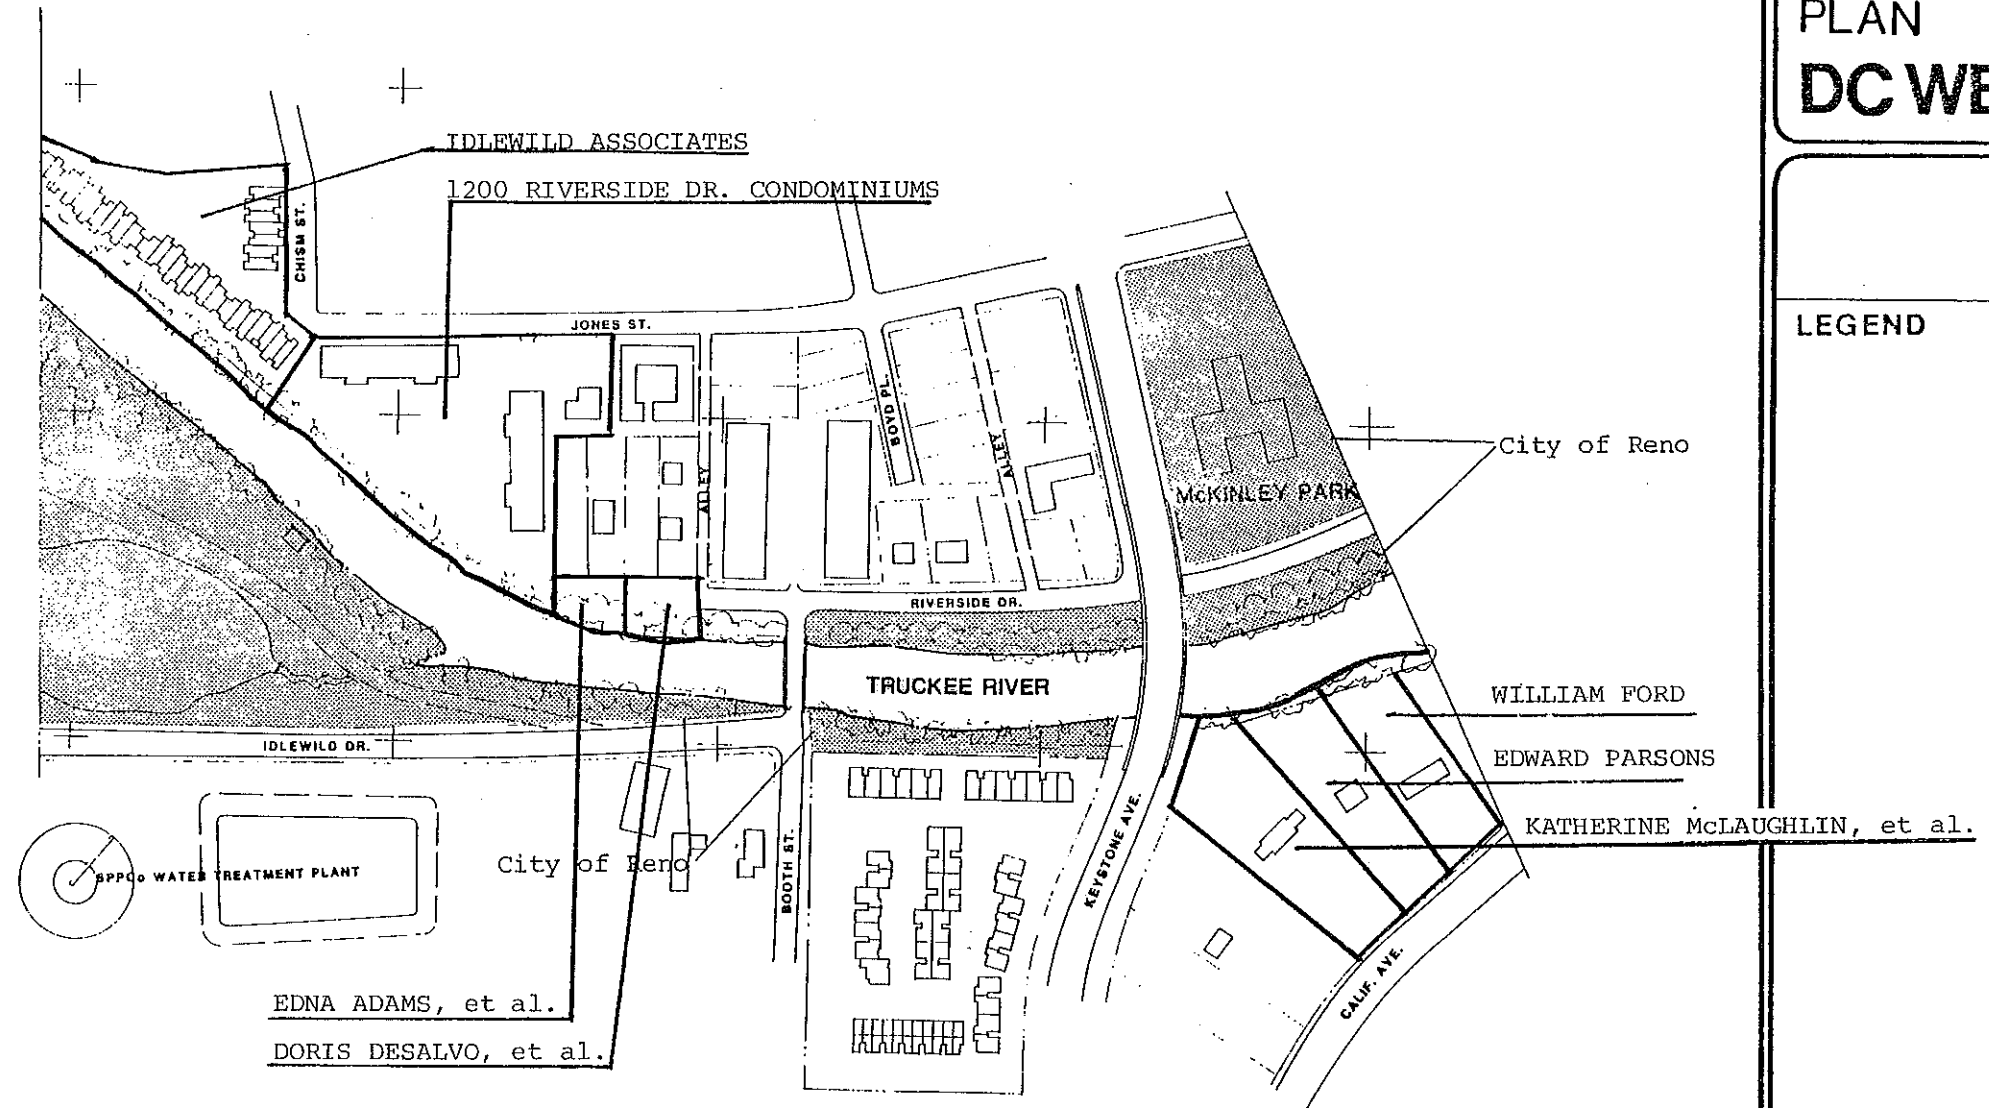 PLAN
DC WE
LEGEND
IDLEWILD ASSOCIATES
1200 RIVERSIDE DR. CONDOMINIUMS
CHISM ST.
JONES ST.
BOYD PL.
ALLEY
ALLEY
City of Reno
McKINLEY PARK
RIVERSIDE DR.
TRUCKEE RIVER
WILLIAM FORD
IDLEWILD DR.
EDWARD PARSONS
KATHERINE McLAUGHLIN, et al.
KEYSTONE AVE.
BOOTH ST.
City of Reno
SPPCo WATER TREATMENT PLANT
CALIF. AVE.
EDNA ADAMS, et al.
DORIS DESALVO, et al.